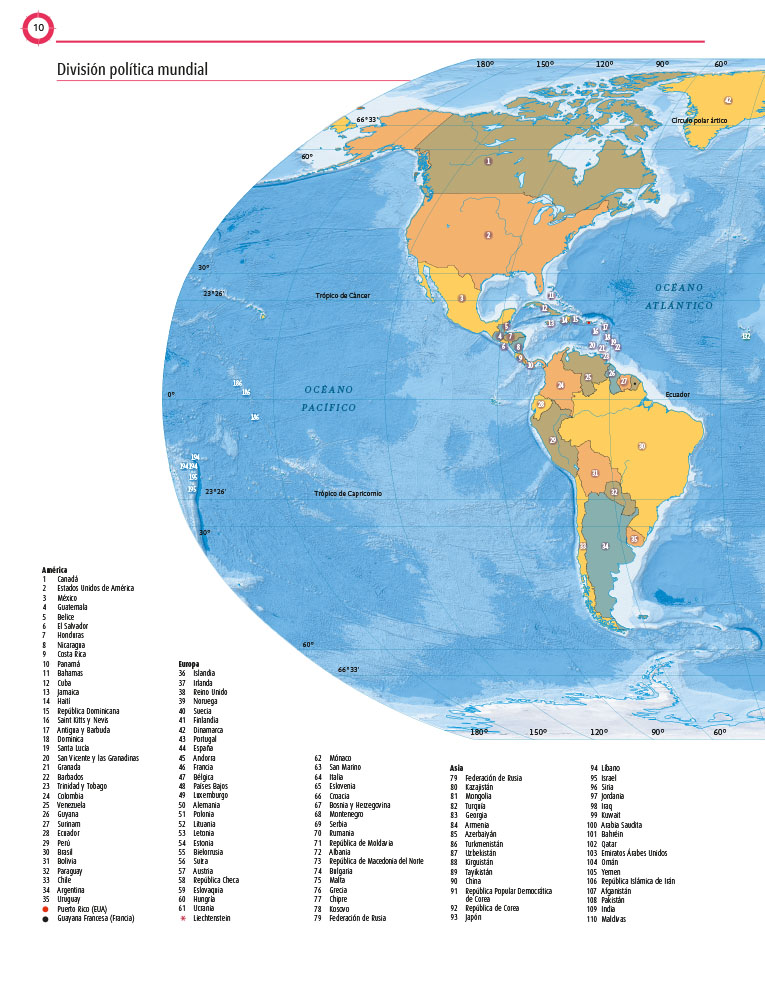 10
División política mundial
180°
150°
120°
90°
60°
42
Círculo polar ártico
66°33'
60°
1
2
30°
23°26'
Trópico de Cáncer
3
OCÉANO
ATLÁNTICO
11
12
13
14
15
16
17
18
19
20
21
22
23
4
5
6
7
8
9
10
132
186
186
186
OCÉANO
PACÍFICO
0°
Ecuador
24
25
26
27
28
29
30
31
32
33
34
35
194
194
194
195
195
23°26'
Trópico de Capricornio
30°
60°
66°33'
180°
150°
120°
90°
60°
América
1 Canadá
2 Estados Unidos de América
3 México
4 Guatemala
5 Belice
6 El Salvador
7 Honduras
8 Nicaragua
9 Costa Rica
10 Panamá
11 Bahamas
12 Cuba
13 Jamaica
14 Haití
15 República Dominicana
16 Saint Kitts y Nevis
17 Antigua y Barbuda
18 Dominica
19 Santa Lucía
20 San Vicente y las Granadinas
21 Granada
22 Barbados
23 Trinidad y Tobago
24 Colombia
25 Venezuela
26 Guyana
27 Surinam
28 Ecuador
29 Perú
30 Brasil
31 Bolivia
32 Paraguay
33 Chile
34 Argentina
35 Uruguay
Puerto Rico (EUA)
Guayana Francesa (Francia)
Europa
36 Islandia
37 Irlanda
38 Reino Unido
39 Noruega
40 Suecia
41 Finlandia
42 Dinamarca
43 Portugal
44 España
45 Andorra
46 Francia
47 Bélgica
48 Países Bajos
49 Luxemburgo
50 Alemania
51 Polonia
52 Lituania
53 Letonia
54 Estonia
55 Bielorrusia
56 Suiza
57 Austria
58 República Checa
59 Eslovaquia
60 Hungría
61 Ucrania
* Liechtenstein
62 Mónaco
63 San Marino
64 Italia
65 Eslovenia
66 Croacia
67 Bosnia y Herzegovina
68 Montenegro
69 Serbia
70 Rumania
71 República de Moldavia
72 Albania
73 República de Macedonia del Norte
74 Bulgaria
75 Malta
76 Grecia
77 Chipre
78 Kosovo
79 Federación de Rusia
Asia
79 Federación de Rusia
80 Kazajistán
81 Mongolia
82 Turquía
83 Georgia
84 Armenia
85 Azerbaiyán
86 Turkmenistán
87 Uzbekistán
88 Kirguistán
89 Tayikistán
90 China
91 República Popular Democrática
de Corea
92 República de Corea
93 Japón
94 Líbano
95 Israel
96 Siria
97 Jordania
98 Iraq
99 Kuwait
100 Arabia Saudita
101 Bahréin
102 Qatar
103 Emiratos Árabes Unidos
104 Omán
105 Yemen
106 República Islámica de Irán
107 Afganistán
108 Pakistán
109 India
110 Maldivas